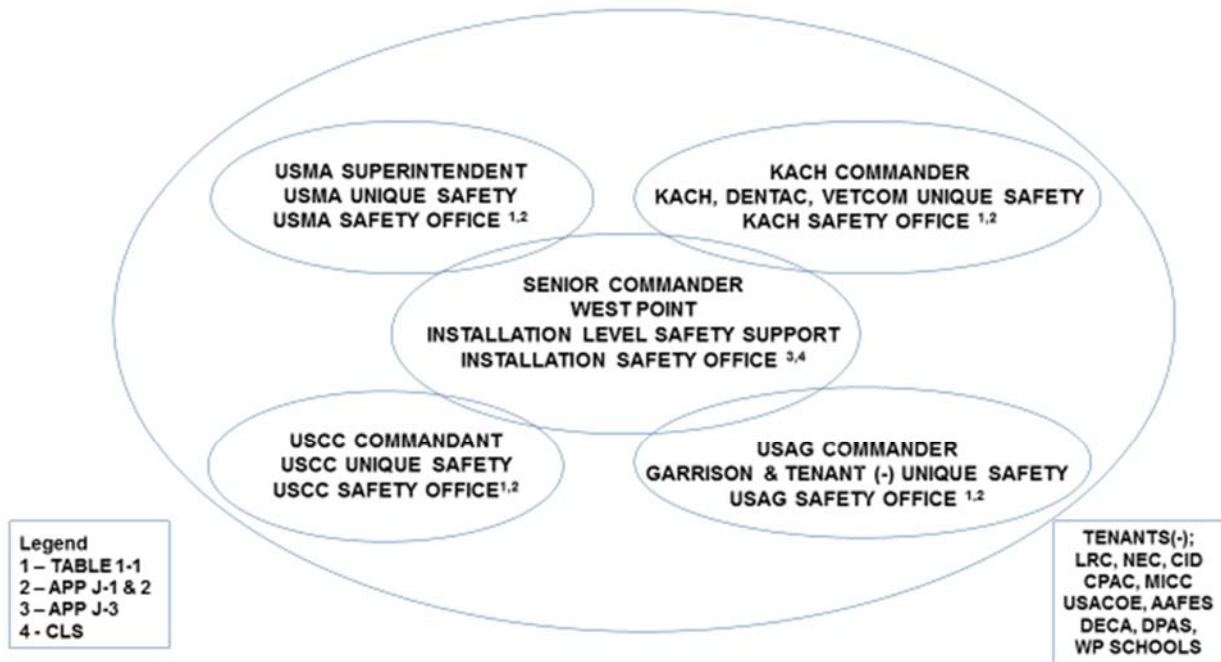 USMA SUPERINTENDENT
USMA UNIQUE SAFETY
USMA SAFETY OFFICE 1,2
KACH COMMANDER
KACH, DENTAC, VETCOM UNIQUE SAFETY
KACH SAFETY OFFICE 1,2
SENIOR COMMANDER
WEST POINT
INSTALLATION LEVEL SAFETY SUPPORT
INSTALLATION SAFETY OFFICE 3,4
USCC COMMANDANT
USCC UNIQUE SAFETY
USCC SAFETY OFFICE1,2
USAG COMMANDER
GARRISON & TENANT (-) UNIQUE SAFETY
USAG SAFETY OFFICE 1,2
Legend
1 – TABLE 1-1
2 – APP J-1 & 2
3 – APP J-3
4 - CLS
TENANTS(-);
LRC, NEC, CID
CPAC, MICC
USACOE, AAFES
DECA, DPAS,
WP SCHOOLS